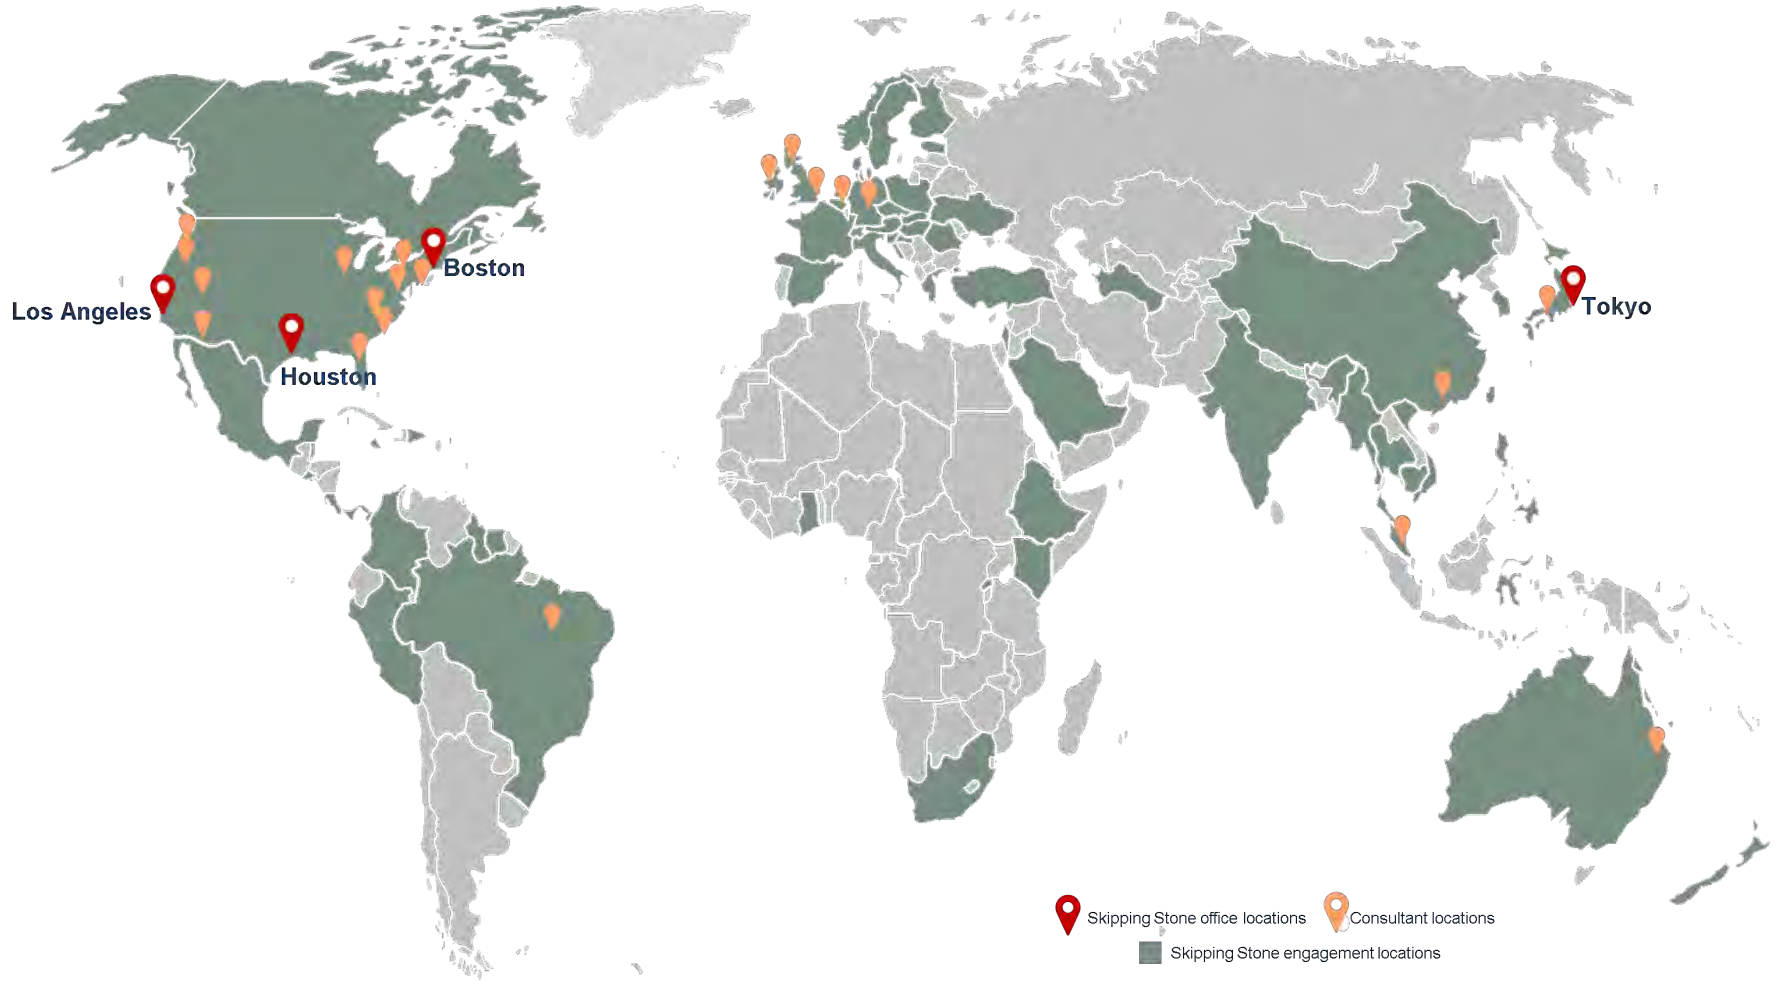 Boston
Los Angeles
Tokyo
Houston
Skipping Stone office locations
Consultant locations
Skipping Stone engagement locations